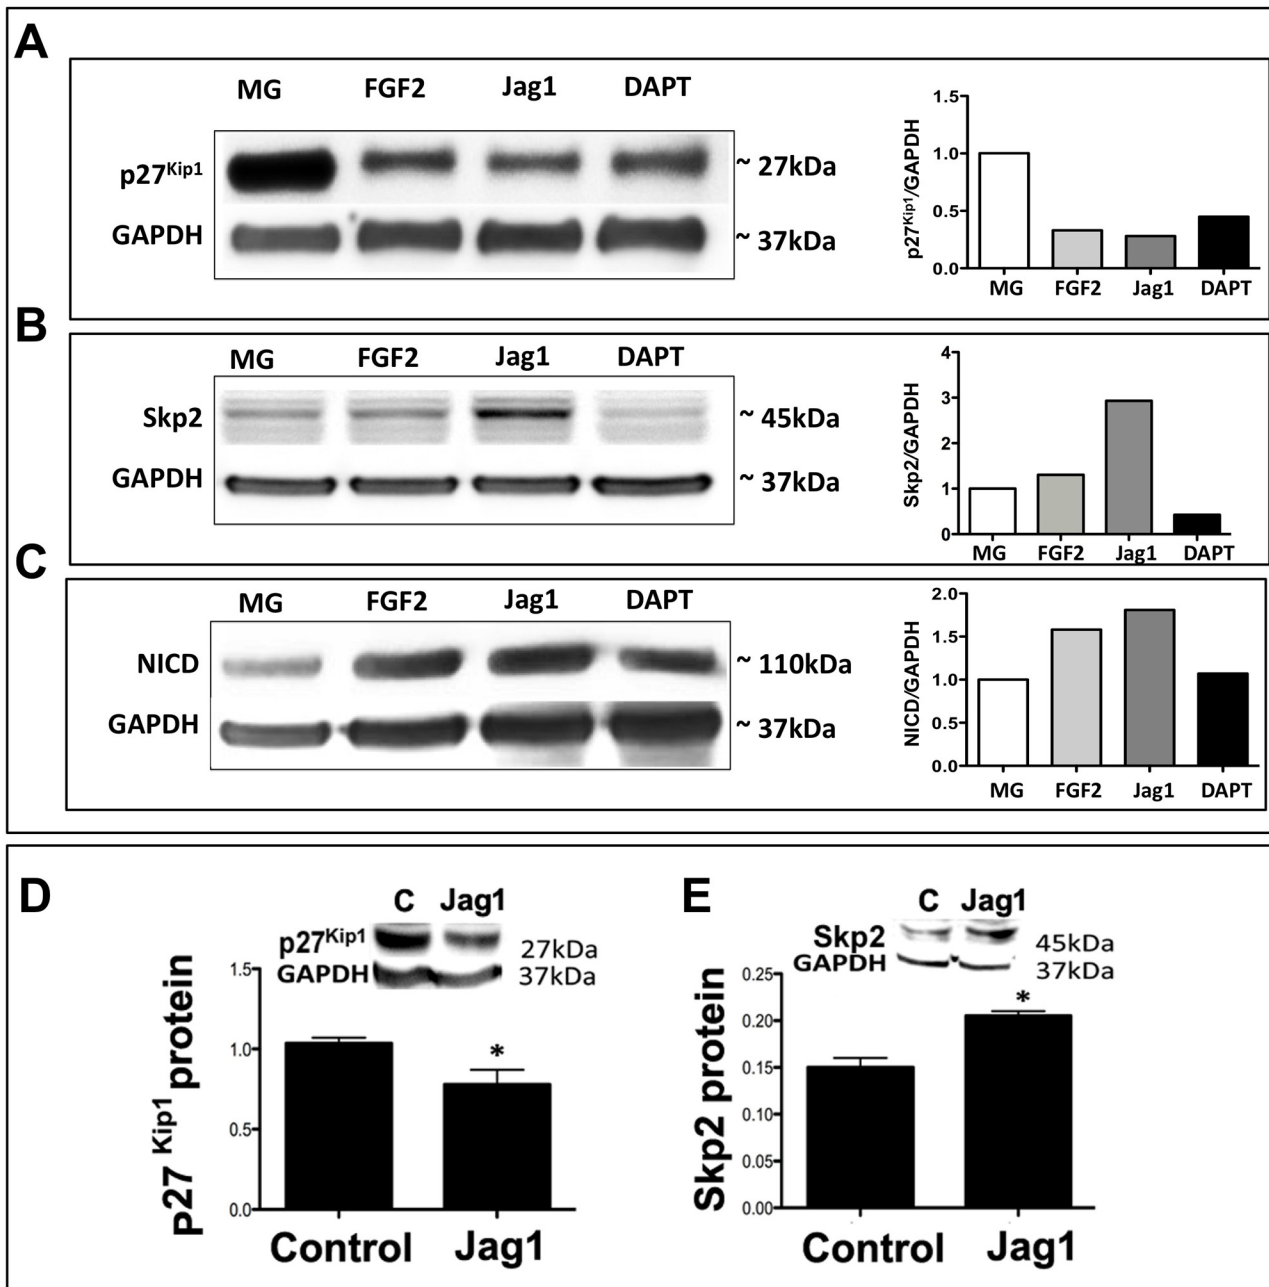 A
MG FGF2 Jag1 DAPT
p27Kip1 ~ 27kDa
GAPDH ~ 37kDa
p27Kip1/GAPDH
1.5
1.0
0.5
0.0
MG FGF2 Jag1 DAPT
B
MG FGF2 Jag1 DAPT
Skp2 ~ 45kDa
GAPDH ~ 37kDa
Skp2/GAPDH
4
3
2
1
0
MG FGF2 Jag1 DAPT
C
MG FGF2 Jag1 DAPT
NICD ~ 110kDa
GAPDH ~ 37kDa
NICD/GAPDH
2.0
1.5
1.0
0.5
0.0
MG FGF2 Jag1 DAPT
D
C Jag1
p27Kip1 27kDa
GAPDH 37kDa
p27 Kip1 protein
1.5
1.0
0.5
0.0
*
Control Jag1
E
C Jag1
Skp2 45kDa
GAPDH 37kDa
Skp2 protein
0.25
0.20
0.15
0.10
0.05
0.00
*
Control Jag1